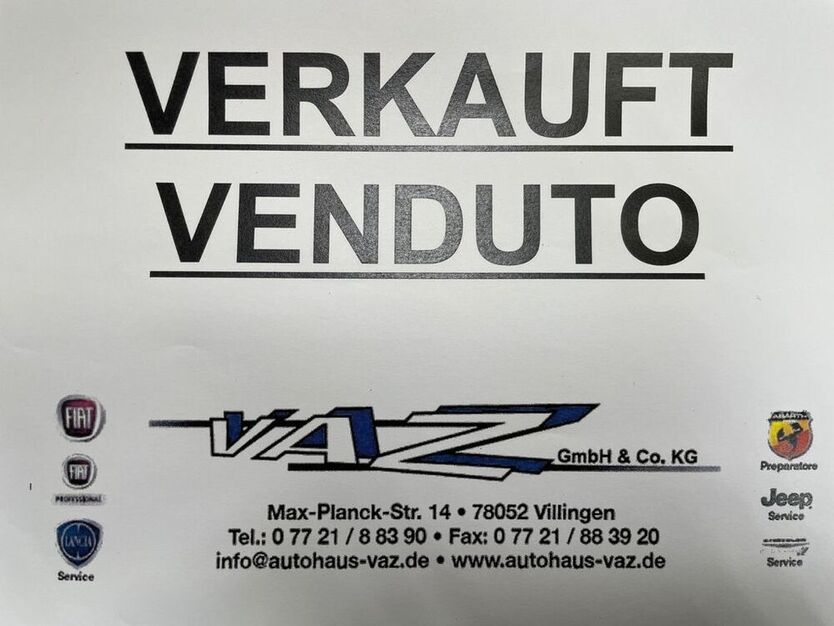 VERKAUFT
VENDUTO
FIAT
FIAT
PROFESSIONAL
LANCIA
Service
VAZ GmbH & Co. KG
Max-Planck-Str. 14 • 78052 Villingen
Tel.: 0 77 21 / 8 83 90 • Fax: 0 77 21 / 88 39 20
info@autohaus-vaz.de • www.autohaus-vaz.de
ABARTH
Preparatore
Jeep
Service
Service